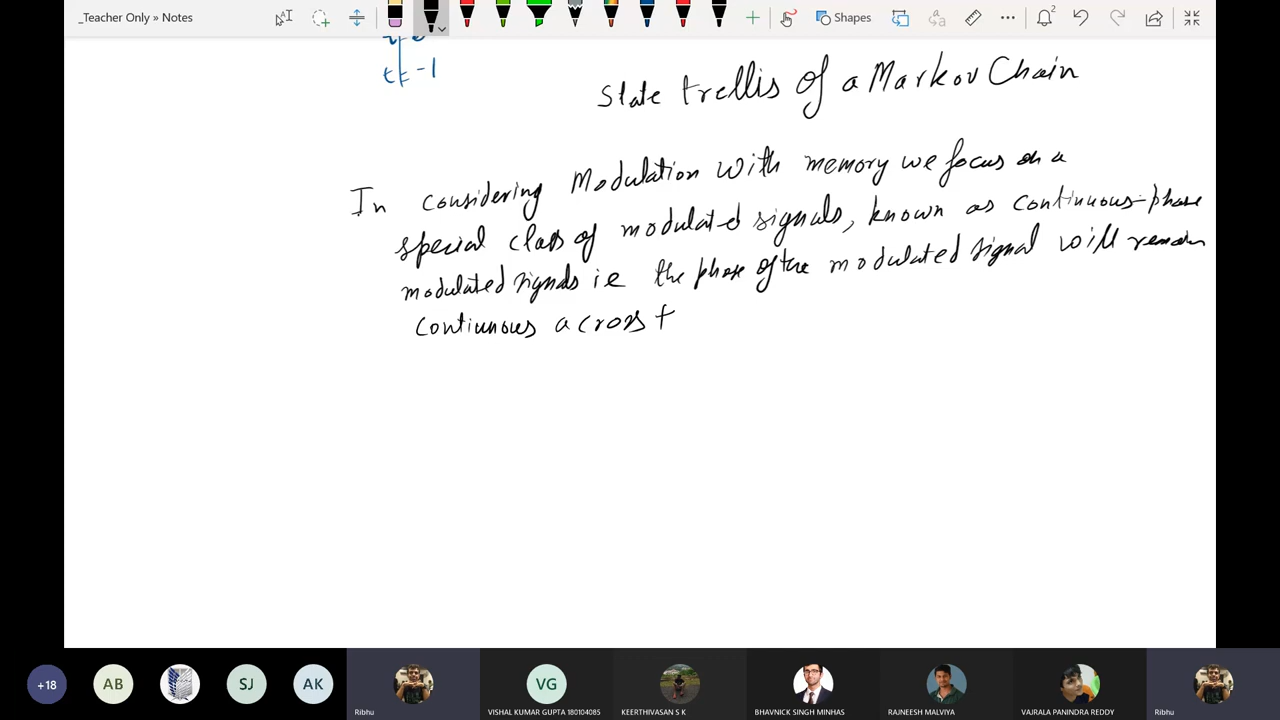 _Teacher Only » Notes
Shapes
2
t=-1
State trellis of a Markov Chain
In considering Modulation with memory we focus on a
special class of modulated signals, known as continuous-phase
modulated signals ie the phase of the modulated signal will remain
continuous across t
+18
AB
SJ
AK
VG
Ribhu
VISHAL KUMAR GUPTA 180104085
KEERTHIVASAN S K
BHAVNICK SINGH MINHAS
RAJNEESH MALVIYA
VAJRALA PANINDRA REDDY
Ribhu